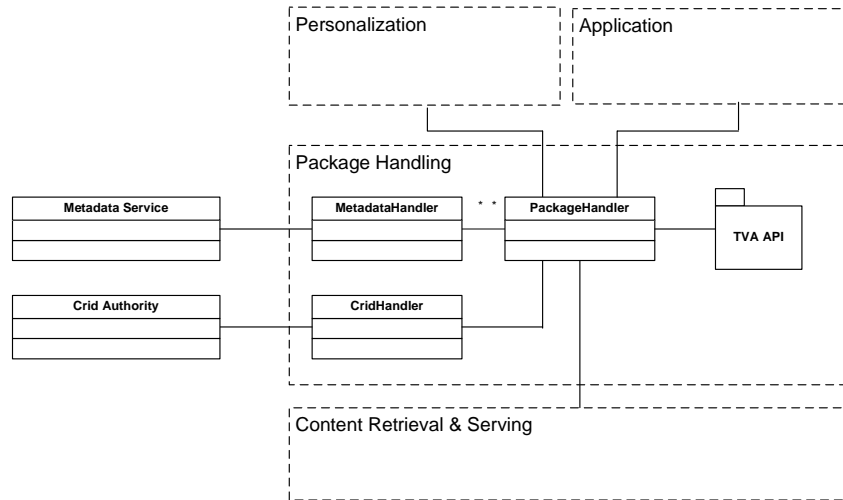 Personalization
Application
Package Handling
Metadata Service
MetadataHandler
* *
PackageHandler
TVA API
Crid Authority
CridHandler
Content Retrieval & Serving